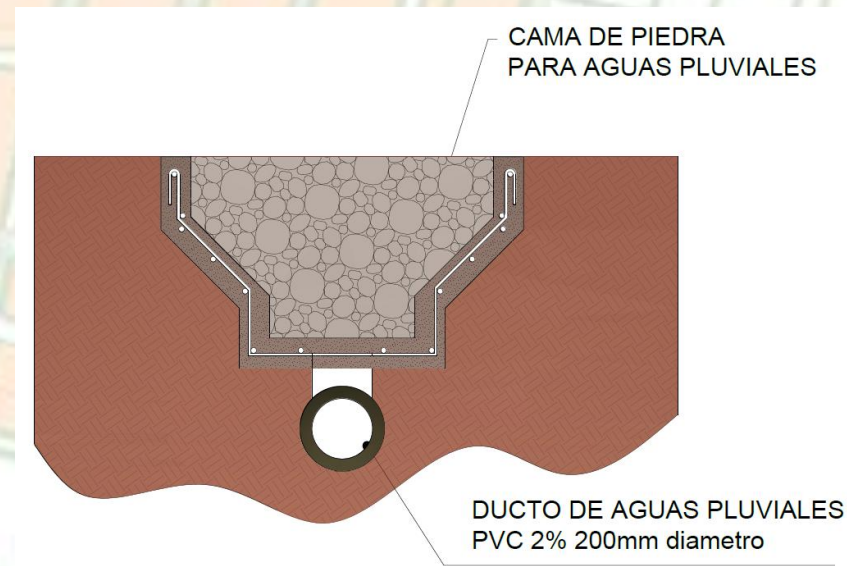 CAMA DE PIEDRA
PARA AGUAS PLUVIALES
DUCTO DE AGUAS PLUVIALES
PVC 2% 200mm diametro